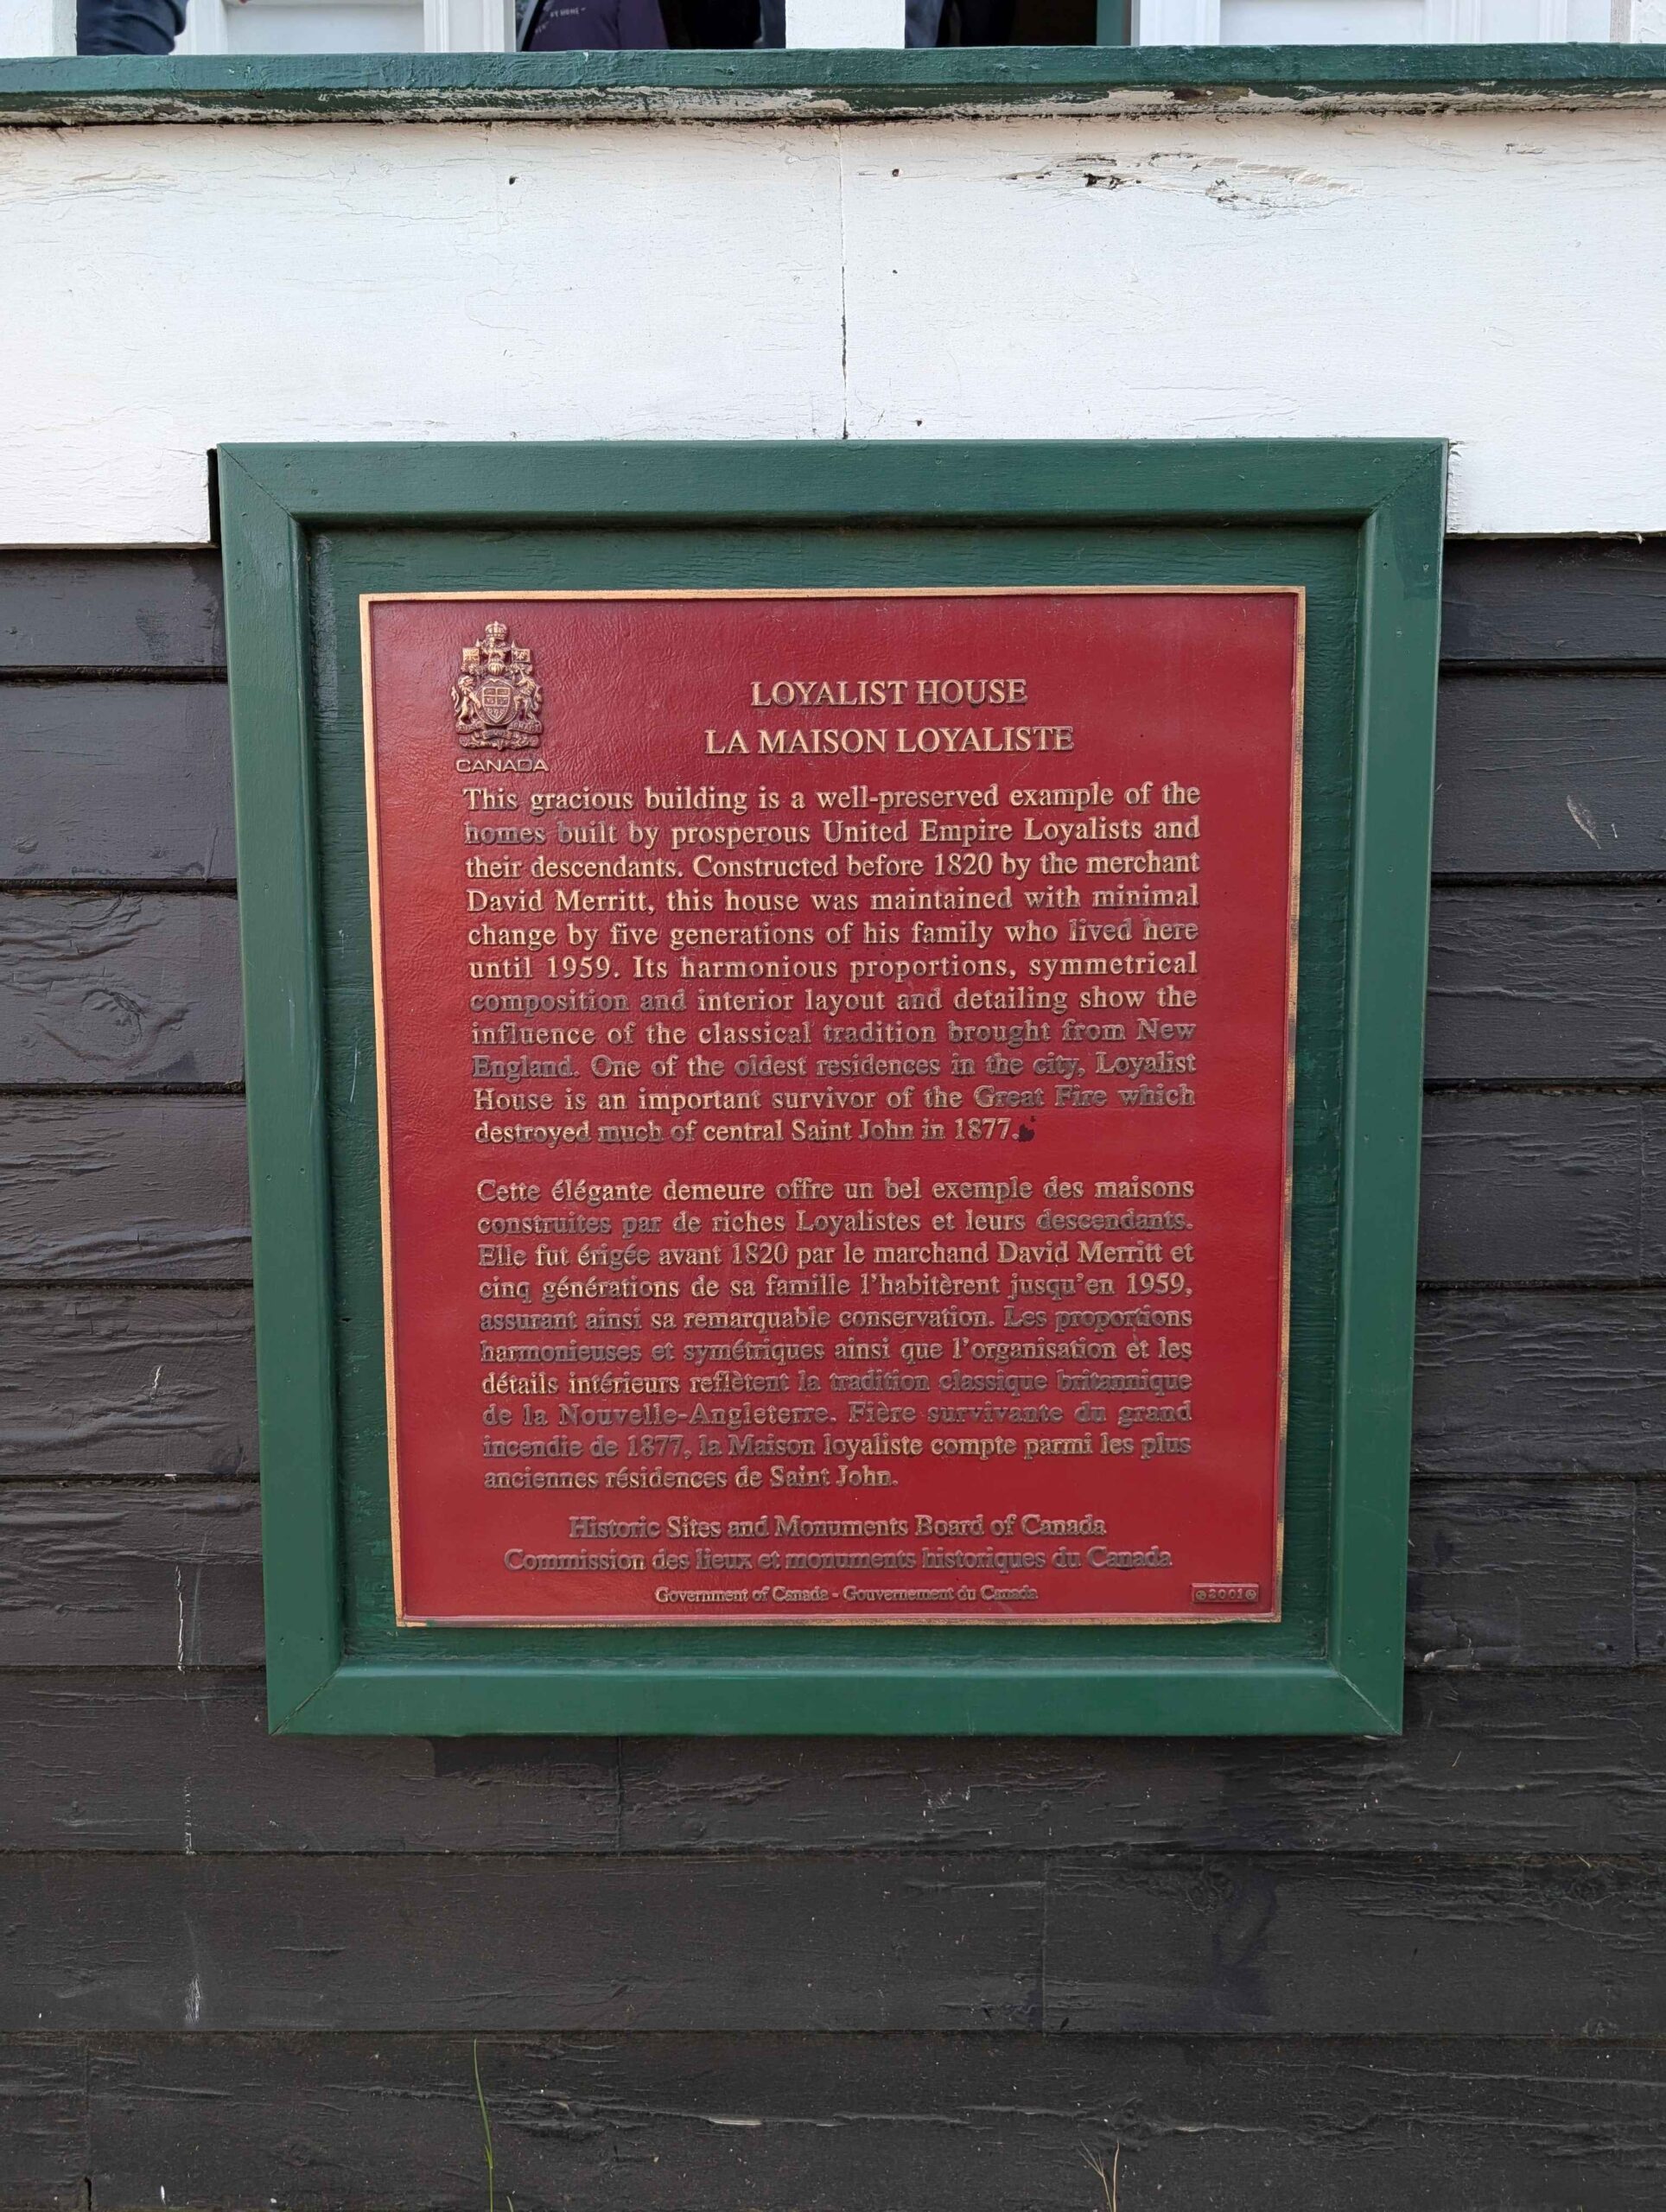 BY HOME
CANADA
LOYALIST HOUSE
LA MAISON LOYALISTE
This gracious building is a well-preserved example of the
homes built by prosperous United Empire Loyalists and
their descendants. Constructed before 1820 by the merchant
David Merritt, this house was maintained with minimal
change by five generations of his family who lived here
until 1959. Its harmonious proportions, symmetrical
composition and interior layout and detailing show the
influence of the classical tradition brought from New
England. One of the oldest residences in the city, Loyalist
House is an important survivor of the Great Fire which
destroyed much of central Saint John in 1877.
Cette élégante demeure offre un bel exemple des maisons
construites par de riches Loyalistes et leurs descendants.
Elle fut érigée avant 1820 par le marchand David Merritt et
cinq générations de sa famille l'habitèrent jusqu'en 1959,
assurant ainsi sa remarquable conservation. Les proportions
harmonieuses et symétriques ainsi que l'organisation et les
détails intérieurs reflètent la tradition classique britannique
de la Nouvelle-Angleterre. Fière survivante du grand
incendie de 1877, la Maison loyaliste compte parmi les plus
anciennes résidences de Saint John.
Historic Sites and Monuments Board of Canada
Commission des lieux et monuments historiques du Canada
Government of Canada - Gouvernement du Canada
2001